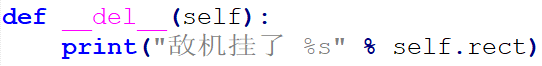 def __del__(self):
    print("敌机挂了 %s" % self.rect)